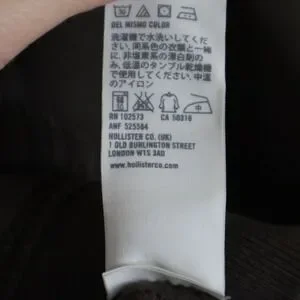 DEL MISMO COLOR
洗濯機で水洗いしてくだ
さい。同系色の衣類と一緒
に。非塩素系の漂白剤の
み。低温のタンブル乾燥機
で使用してください。中温
のアイロン
中
RN 102573 CA 50316
ANF 525564
HOLLISTER CO. (UK)
1 OLD BURLINGTON STREET
LONDON W1S 3AD
www.hollisterco.com